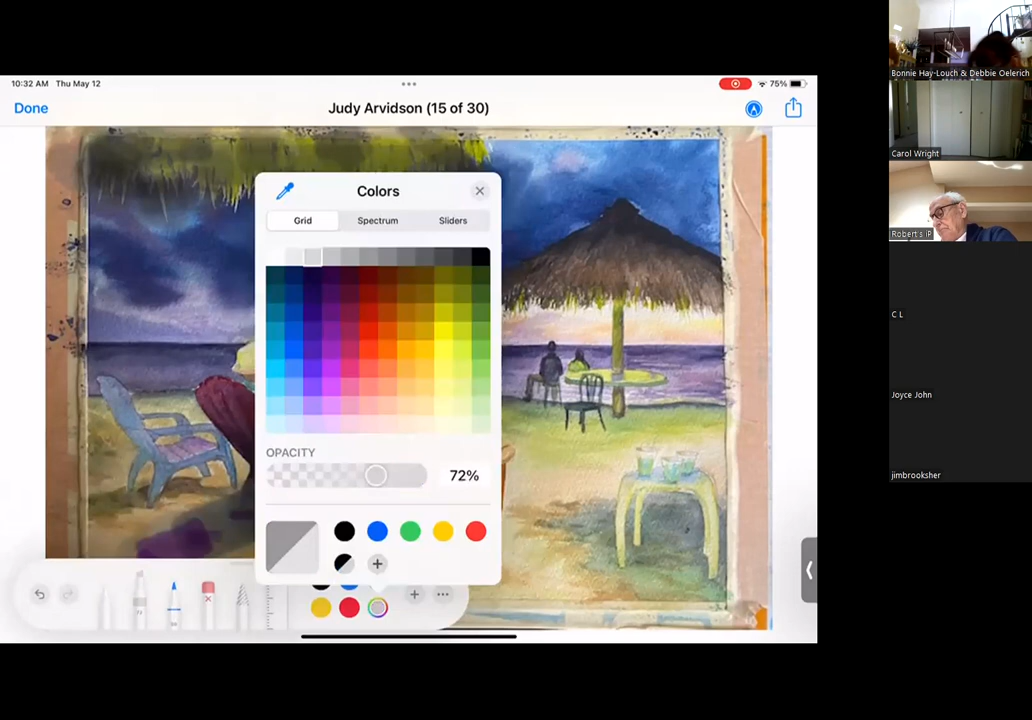 10:32 AM Thu May 12
75%
Done
Judy Arvidson (15 of 30)
Colors
Grid
Spectrum
Sliders
OPACITY
72%
Bonnie Hay-Louch & Debbie Oelerich
Carol Wright
Robert's iP
C L
Joyce John
jimbrooksher